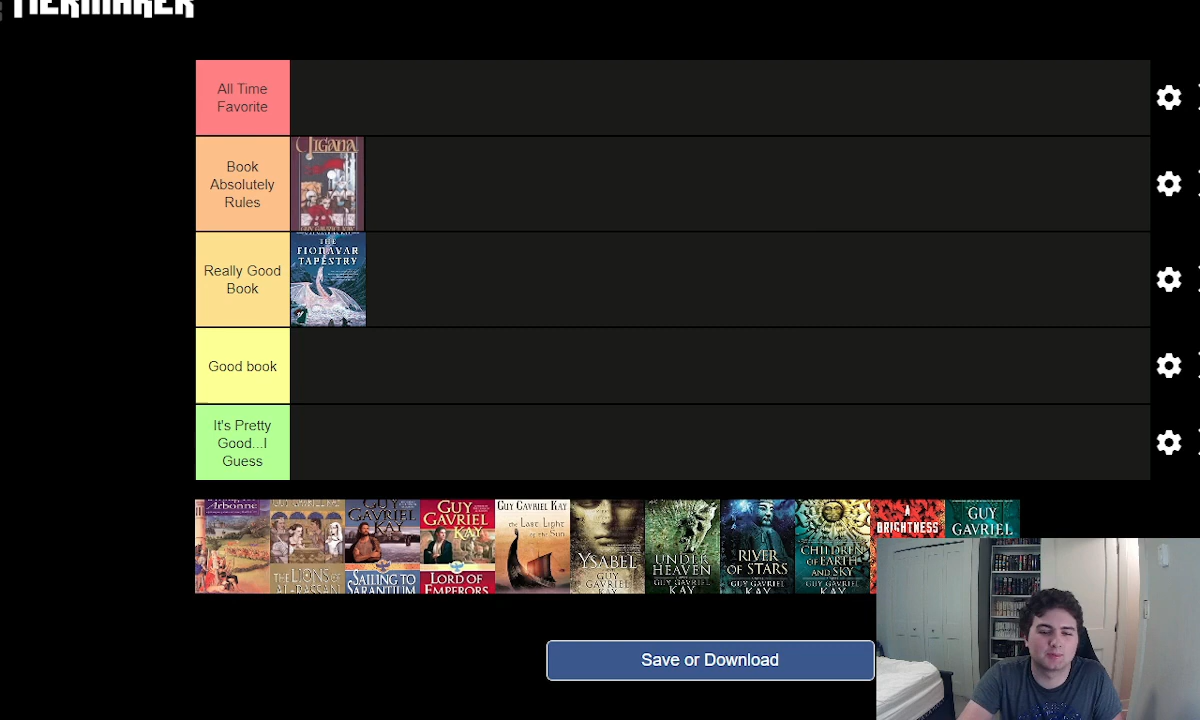 TIERMAKER
All Time
Favorite
Book
Absolutely
Rules
TIGANA
GUY GAVRIEL KAY
Really Good
Book
THE
FIONAVAR
TAPESTRY
Good book
It's Pretty
Good...I
Guess
Arbonne
GUY GAVRIEL KAY
THE LIONS OF
AL-RASSAN
GUY
GAVRIEL
KAY
SAILING TO
SARANTIUM
GUY
GAVRIEL
KAY
LORD OF
EMPERORS
GUY GAVRIEL KAY
the Last Light
of the Sun
YSABEL
GUY
GAVRIEL
KAY
UNDER
HEAVEN
GUY GAVRIEL
KAY
RIVER
OF STARS
GUY GAVRIEL
KAY
CHILDREN
OF EARTH
AND SKY
GUY GAVRIEL
KAY
A
BRIGHTNESS
GUY
GAVRIEL
Save or Download